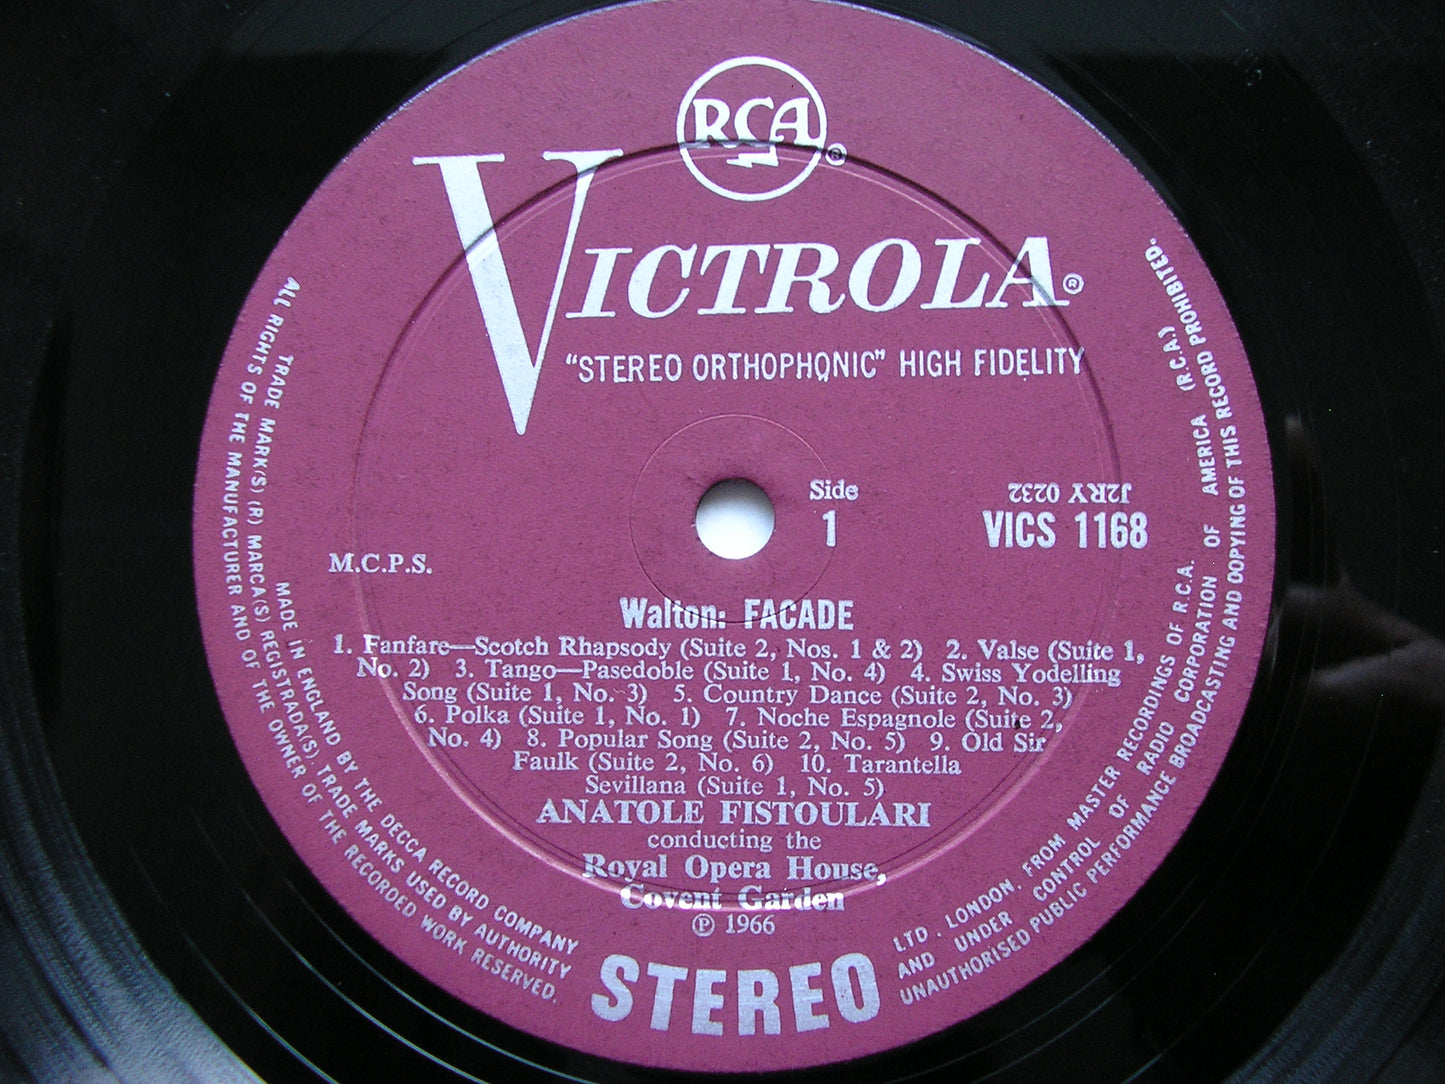 RCA ®
VICTROLA®
"STEREO ORTHOPHONIC" HIGH FIDELITY
Side
1
J2RY 0232
VICS 1168
M.C.P.S.
Walton: FACADE
1. Fanfare—Scotch Rhapsody (Suite 2, Nos. 1 & 2) 2. Valse (Suite 1,
No. 2) 3. Tango—Pasedoble (Suite 1, No. 4) 4. Swiss Yodelling
Song (Suite 1, No. 3) 5. Country Dance (Suite 2, No. 3)
6. Polka (Suite 1, No. 1) 7. Noche Espagnole (Suite 2,
No. 4) 8. Popular Song (Suite 2, No. 5) 9. Old Sir
Faulk (Suite 2, No. 6) 10. Tarantella
Sevillana (Suite 1, No. 5)
ANATOLE FISTOULARI
conducting the
Royal Opera House,
Covent Garden
℗ 1966
STEREO
MADE IN ENGLAND BY THE DECCA RECORD COMPANY LTD. LONDON, FROM MASTER RECORDINGS OF R.C.A.
TRADE MARK(S) (R) MARCA(S) REGISTRADA(S), TRADE MARKS USED BY AUTHORITY AND UNDER CONTROL OF RADIO CORPORATION OF AMERICA (R.C.A.)
ALL RIGHTS OF THE MANUFACTURER AND OF THE OWNER OF THE RECORDED WORK RESERVED. UNAUTHORISED PUBLIC PERFORMANCE BROADCASTING AND COPYING OF THIS RECORD PROHIBITED.